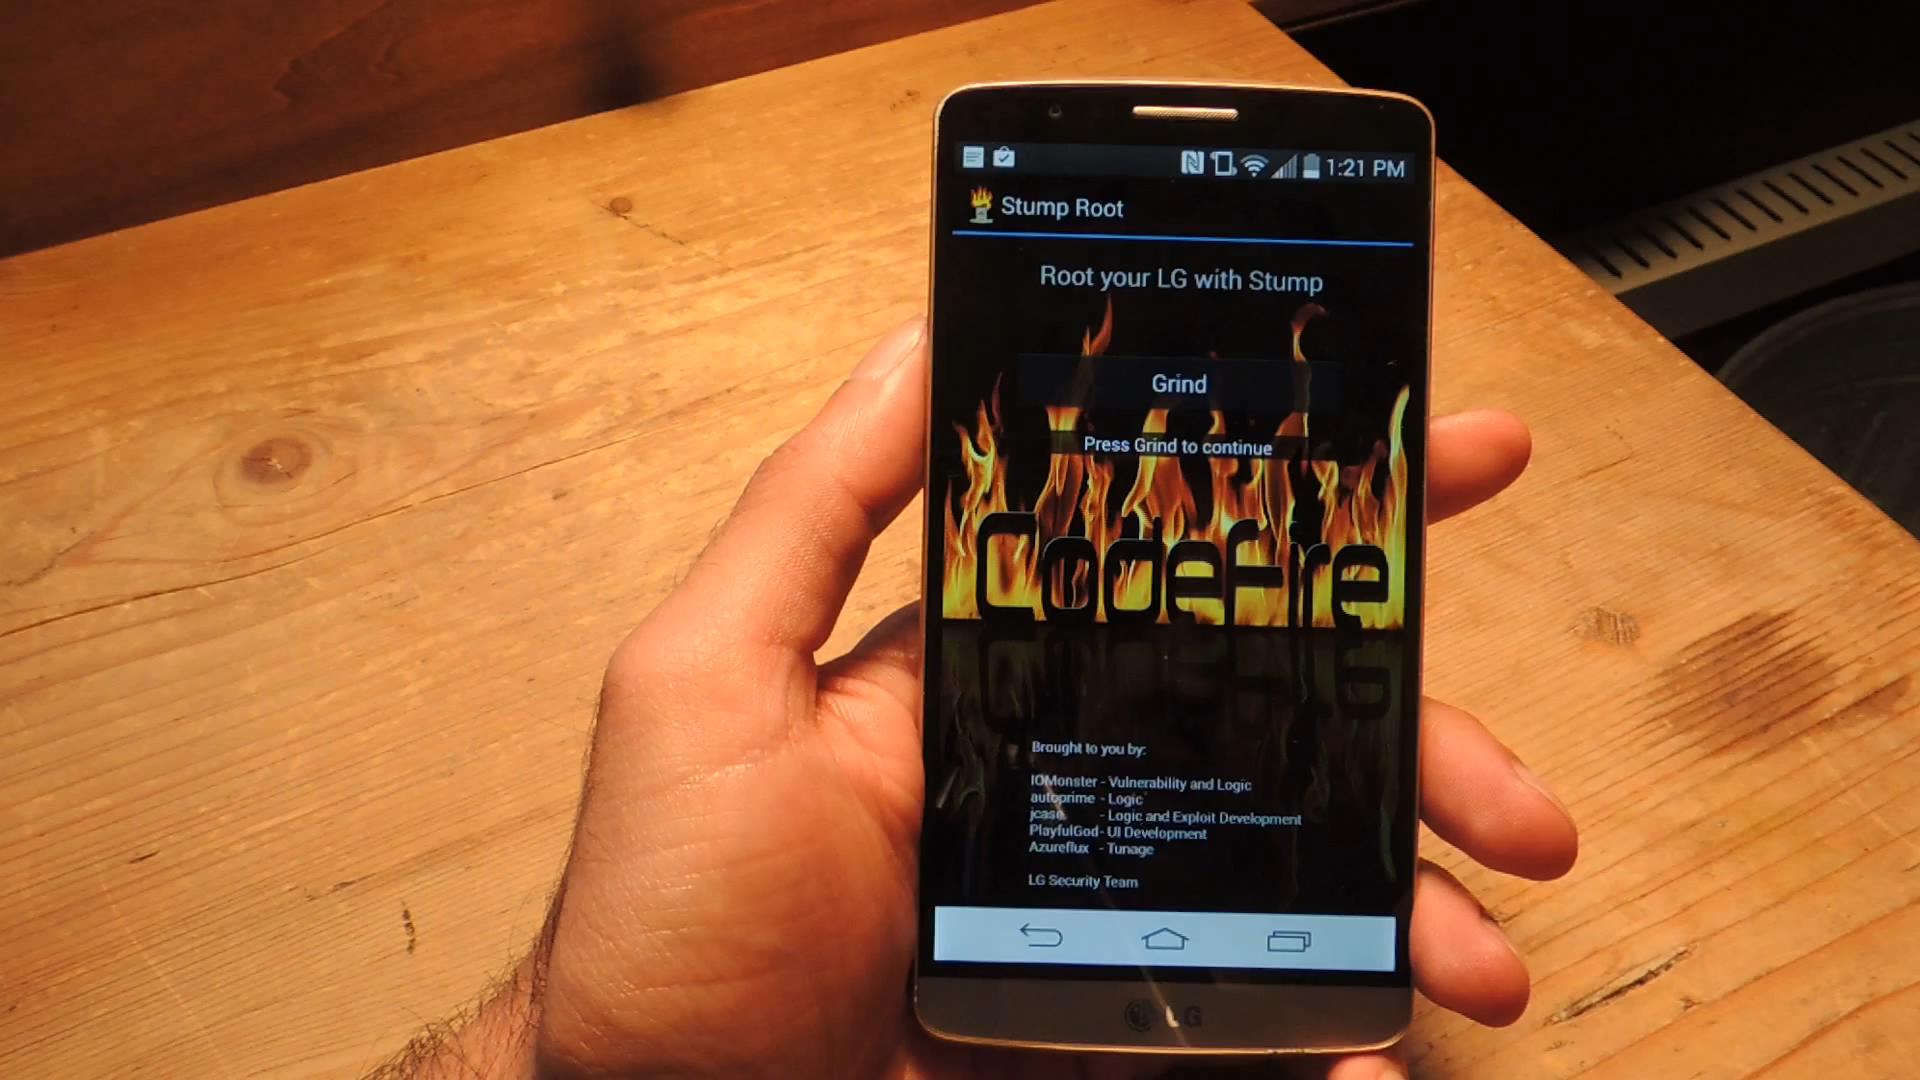 1:21 PM
Stump Root
Root your LG with Stump
Grind
Press Grind to continue
CodeFire
Brought to you by:
IOMonster - Vulnerability and Logic
autoprime - Logic
jcase - Logic and Exploit Development
PlayfulGod - UI Development
Azureflux - Tunage
LG Security Team
LG